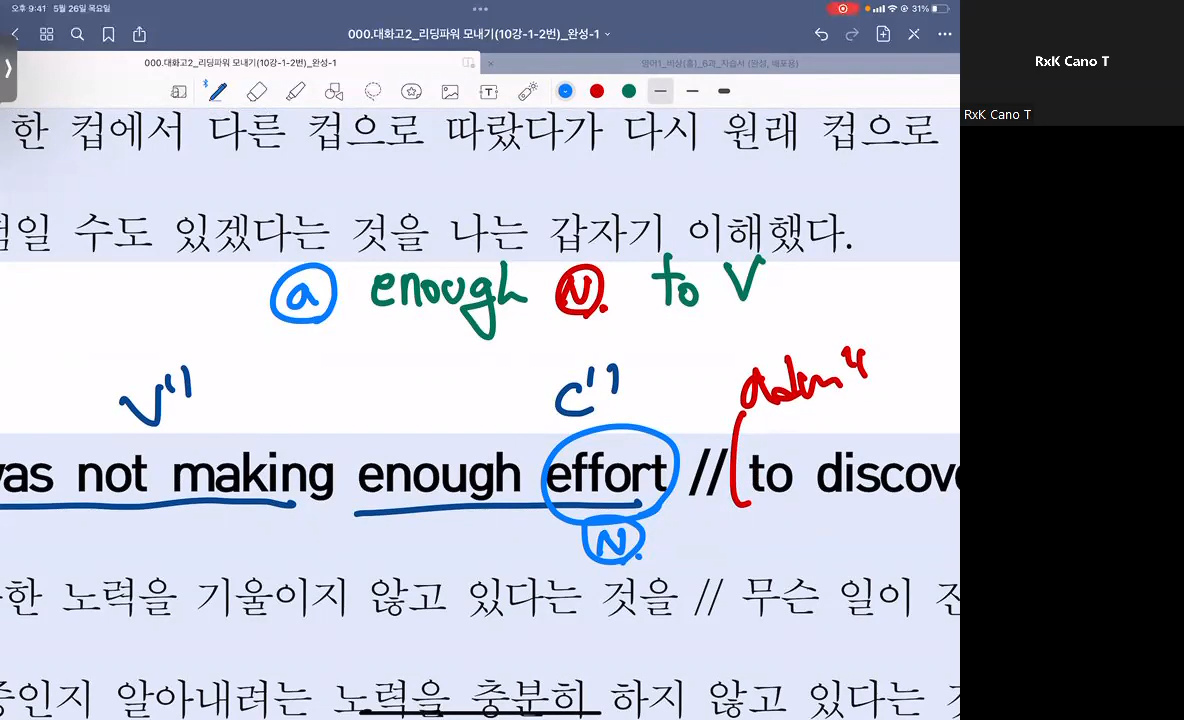 오후 9:41 5월 26일 목요일
31%
000.대화고2_리딩파워 모내기(10강-1-2번)_완성-1
000.대화고2_리딩파워 모내기(10강-1-2번)_완성-1
영어1_비상(홍)_6과_자습서 (완성, 배포용)
RxK Cano T
RxK Cano T
한 컵에서 다른 컵으로 따랐다가 다시 원래 컵으로
일 수도 있겠다는 것을 나는 갑자기 이해했다.
a enough N. to V
V''' C'''
was not making enough effort // to discove
N.
한 노력을 기울이지 않고 있다는 것을 // 무슨 일이
인지 알아내려는 노력을 충분히 하지 않고 있다는